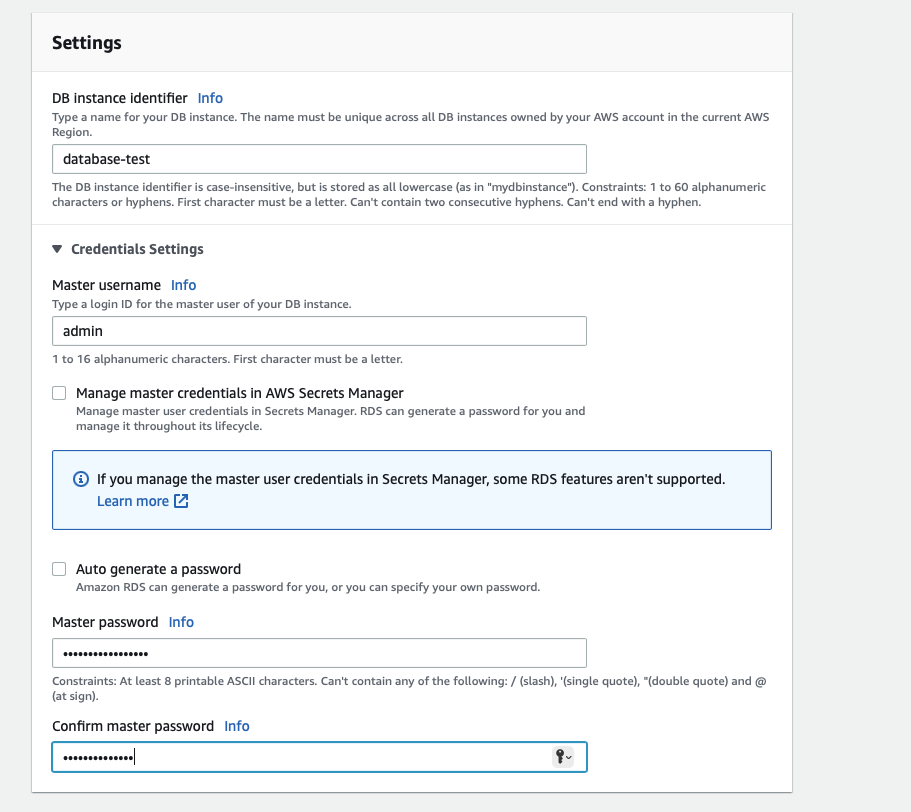 Settings
DB instance identifier Info
Type a name for your DB instance. The name must be unique across all DB instances owned by your AWS account in the current AWS
Region.
database-test
The DB instance identifier is case-insensitive, but is stored as all lowercase (as in "mydbinstance"). Constraints: 1 to 60 alphanumeric
characters or hyphens. First character must be a letter. Can't contain two consecutive hyphens. Can't end with a hyphen.
Credentials Settings
Master username Info
Type a login ID for the master user of your DB instance.
admin
1 to 16 alphanumeric characters. First character must be a letter.
Manage master credentials in AWS Secrets Manager
Manage master user credentials in Secrets Manager. RDS can generate a password for you and
manage it throughout its lifecycle.
If you manage the master user credentials in Secrets Manager, some RDS features aren't supported.
Learn more
Auto generate a password
Amazon RDS can generate a password for you, or you can specify your own password.
Master password Info
•••••••••••••••••
Constraints: At least 8 printable ASCII characters. Can't contain any of the following: / (slash), '(single quote), "(double quote) and @
(at sign).
Confirm master password Info
••••••••••••••